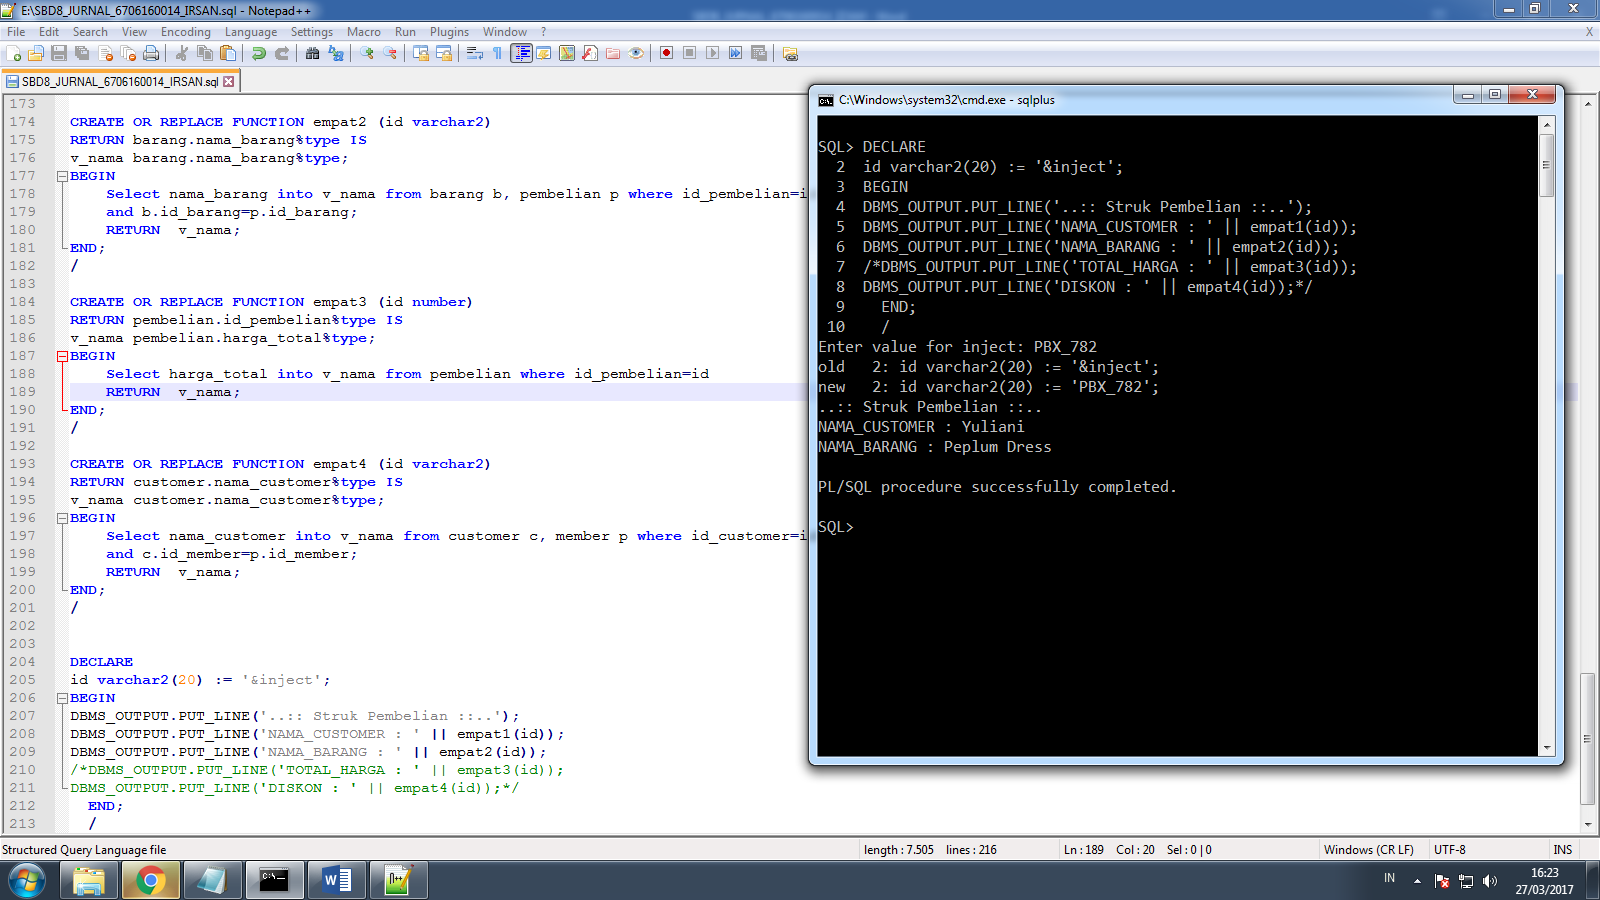 E:\SBD8_JURNAL_6706160014_IRSAN.sql - Notepad++
File Edit Search View Encoding Language Settings Macro Run Plugins Window ? X
SBD8_JURNAL_6706160014_IRSAN.sql
173
174 CREATE OR REPLACE FUNCTION empat2 (id varchar2)
175 RETURN barang.nama_barang%type IS
176 v_nama barang.nama_barang%type;
177 BEGIN
178 Select nama_barang into v_nama from barang b, pembelian p where id_pembelian=i
179 and b.id_barang=p.id_barang;
180 RETURN v_nama;
181 END;
182 /
183
184 CREATE OR REPLACE FUNCTION empat3 (id number)
185 RETURN pembelian.id_pembelian%type IS
186 v_nama pembelian.harga_total%type;
187 BEGIN
188 Select harga_total into v_nama from pembelian where id_pembelian=id
189 RETURN v_nama;
190 END;
191 /
192
193 CREATE OR REPLACE FUNCTION empat4 (id varchar2)
194 RETURN customer.nama_customer%type IS
195 v_nama customer.nama_customer%type;
196 BEGIN
197 Select nama_customer into v_nama from customer c, member p where id_customer=i
198 and c.id_member=p.id_member;
199 RETURN v_nama;
200 END;
201 /
202
203
204 DECLARE
205 id varchar2(20) := '&inject';
206 BEGIN
207 DBMS_OUTPUT.PUT_LINE('..:: Struk Pembelian ::..');
208 DBMS_OUTPUT.PUT_LINE('NAMA_CUSTOMER : ' || empat1(id));
209 DBMS_OUTPUT.PUT_LINE('NAMA_BARANG : ' || empat2(id));
210 /*DBMS_OUTPUT.PUT_LINE('TOTAL_HARGA : ' || empat3(id));
211 DBMS_OUTPUT.PUT_LINE('DISKON : ' || empat4(id));*/
212 END;
213 /
C:\Windows\system32\cmd.exe - sqlplus
SQL> DECLARE
2 id varchar2(20) := '&inject';
3 BEGIN
4 DBMS_OUTPUT.PUT_LINE('..:: Struk Pembelian ::..');
5 DBMS_OUTPUT.PUT_LINE('NAMA_CUSTOMER : ' || empat1(id));
6 DBMS_OUTPUT.PUT_LINE('NAMA_BARANG : ' || empat2(id));
7 /*DBMS_OUTPUT.PUT_LINE('TOTAL_HARGA : ' || empat3(id));
8 DBMS_OUTPUT.PUT_LINE('DISKON : ' || empat4(id));*/
9 END;
10 /
Enter value for inject: PBX_782
old 2: id varchar2(20) := '&inject';
new 2: id varchar2(20) := 'PBX_782';
..:: Struk Pembelian ::..
NAMA_CUSTOMER : Yuliani
NAMA_BARANG : Peplum Dress
PL/SQL procedure successfully completed.
SQL>
Structured Query Language file length : 7.505 lines : 216 Ln : 189 Col : 20 Sel : 0 | 0 Windows (CR LF) UTF-8 INS
IN 16:23
27/03/2017